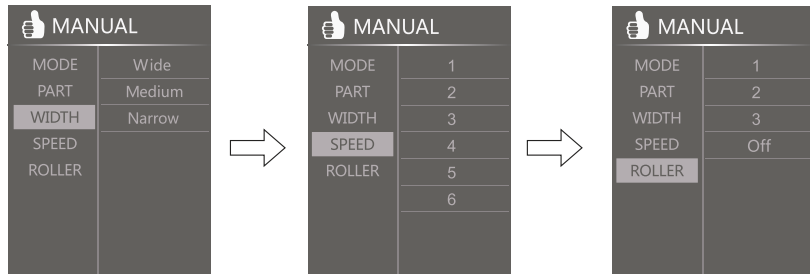 MANUAL
MODE
PART
WIDTH
SPEED
ROLLER
Wide
Medium
Narrow
MANUAL
MODE
PART
WIDTH
SPEED
ROLLER
1
2
3
4
5
6
MANUAL
MODE
PART
WIDTH
SPEED
ROLLER
1
2
3
Off